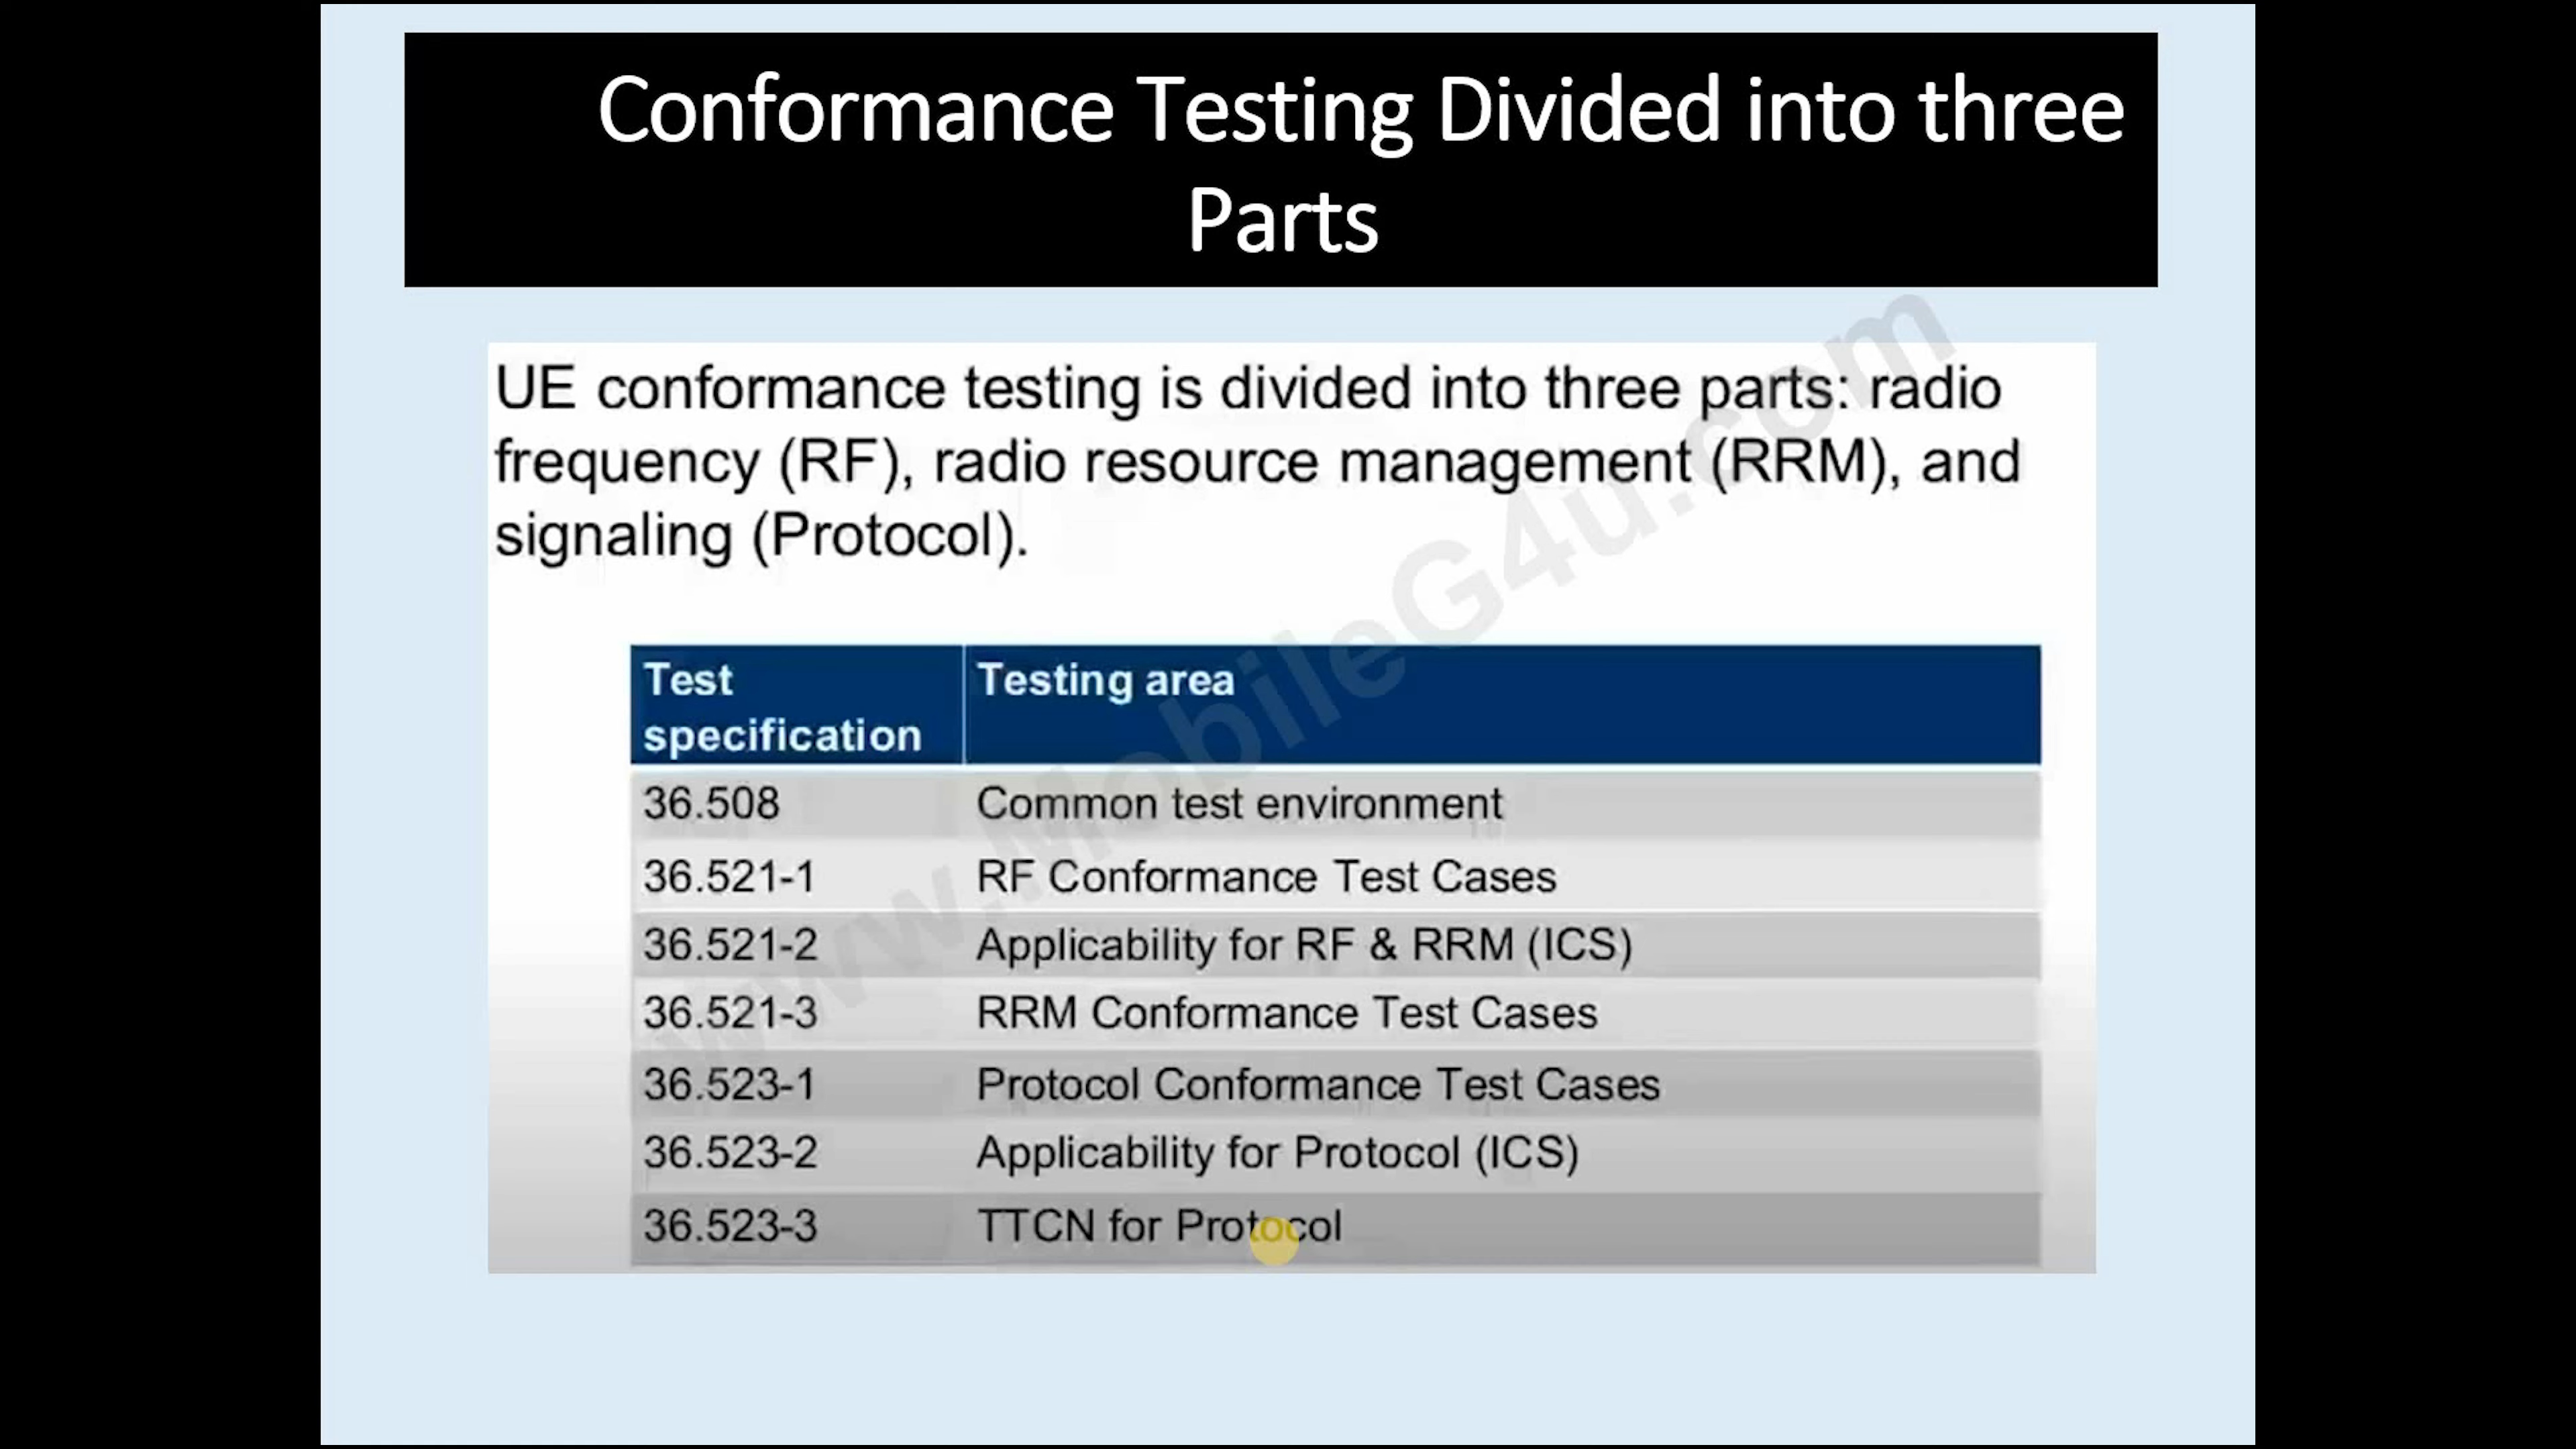 Conformance Testing Divided into three
Parts
UE conformance testing is divided into three parts: radio
frequency (RF), radio resource management (RRM), and
signaling (Protocol).
Test specification Testing area
36.508 Common test environment
36.521-1 RF Conformance Test Cases
36.521-2 Applicability for RF & RRM (ICS)
36.521-3 RRM Conformance Test Cases
36.523-1 Protocol Conformance Test Cases
36.523-2 Applicability for Protocol (ICS)
36.523-3 TTCN for Protocol
www.MobileG4u.com